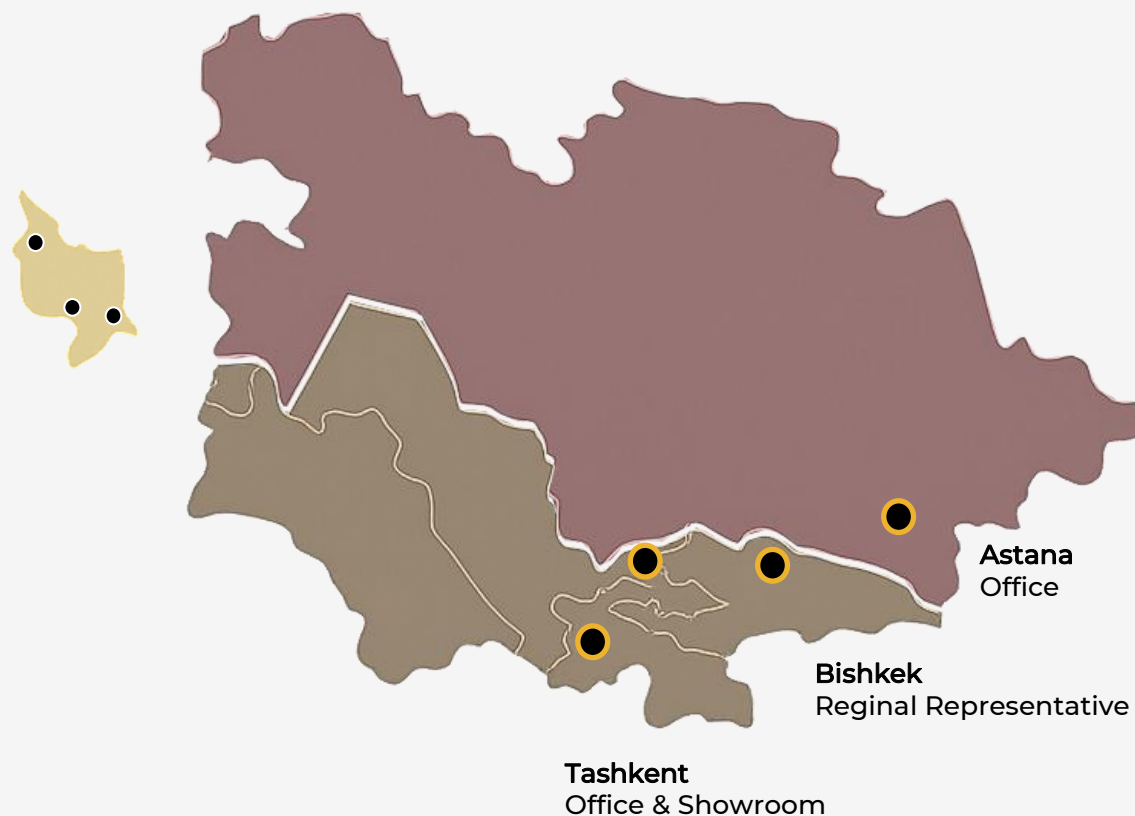 Astana
Office
Bishkek
Reginal Representative
Tashkent
Office & Showroom